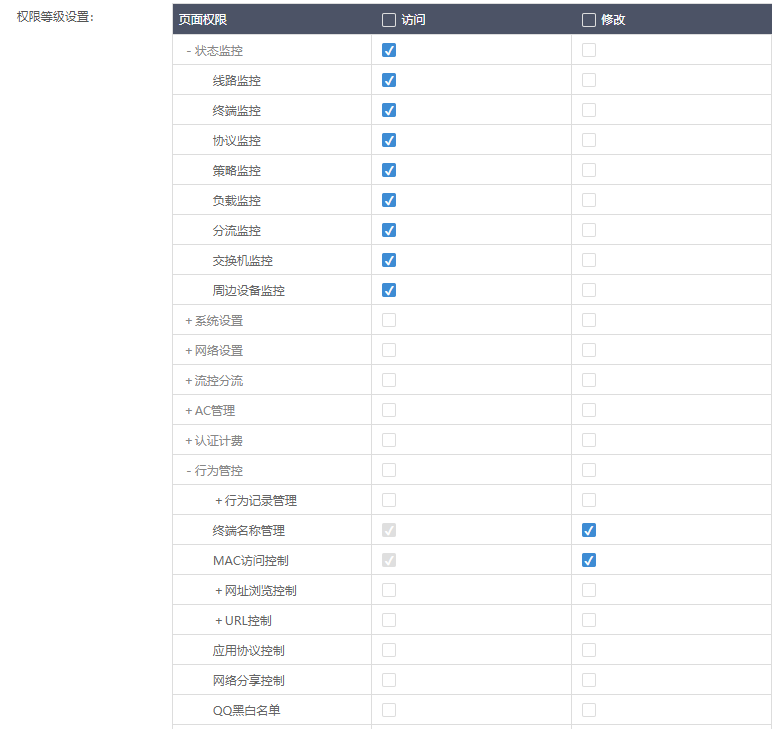 权限等级设置：
页面权限 访问 修改
- 状态监控
线路监控
终端监控
协议监控
策略监控
负载监控
分流监控
交换机监控
周边设备监控
+ 系统设置
+ 网络设置
+ 流控分流
+ AC管理
+ 认证计费
- 行为管控
+ 行为记录管理
终端名称管理
MAC访问控制
+ 网址浏览控制
+ URL控制
应用协议控制
网络分享控制
QQ黑白名单